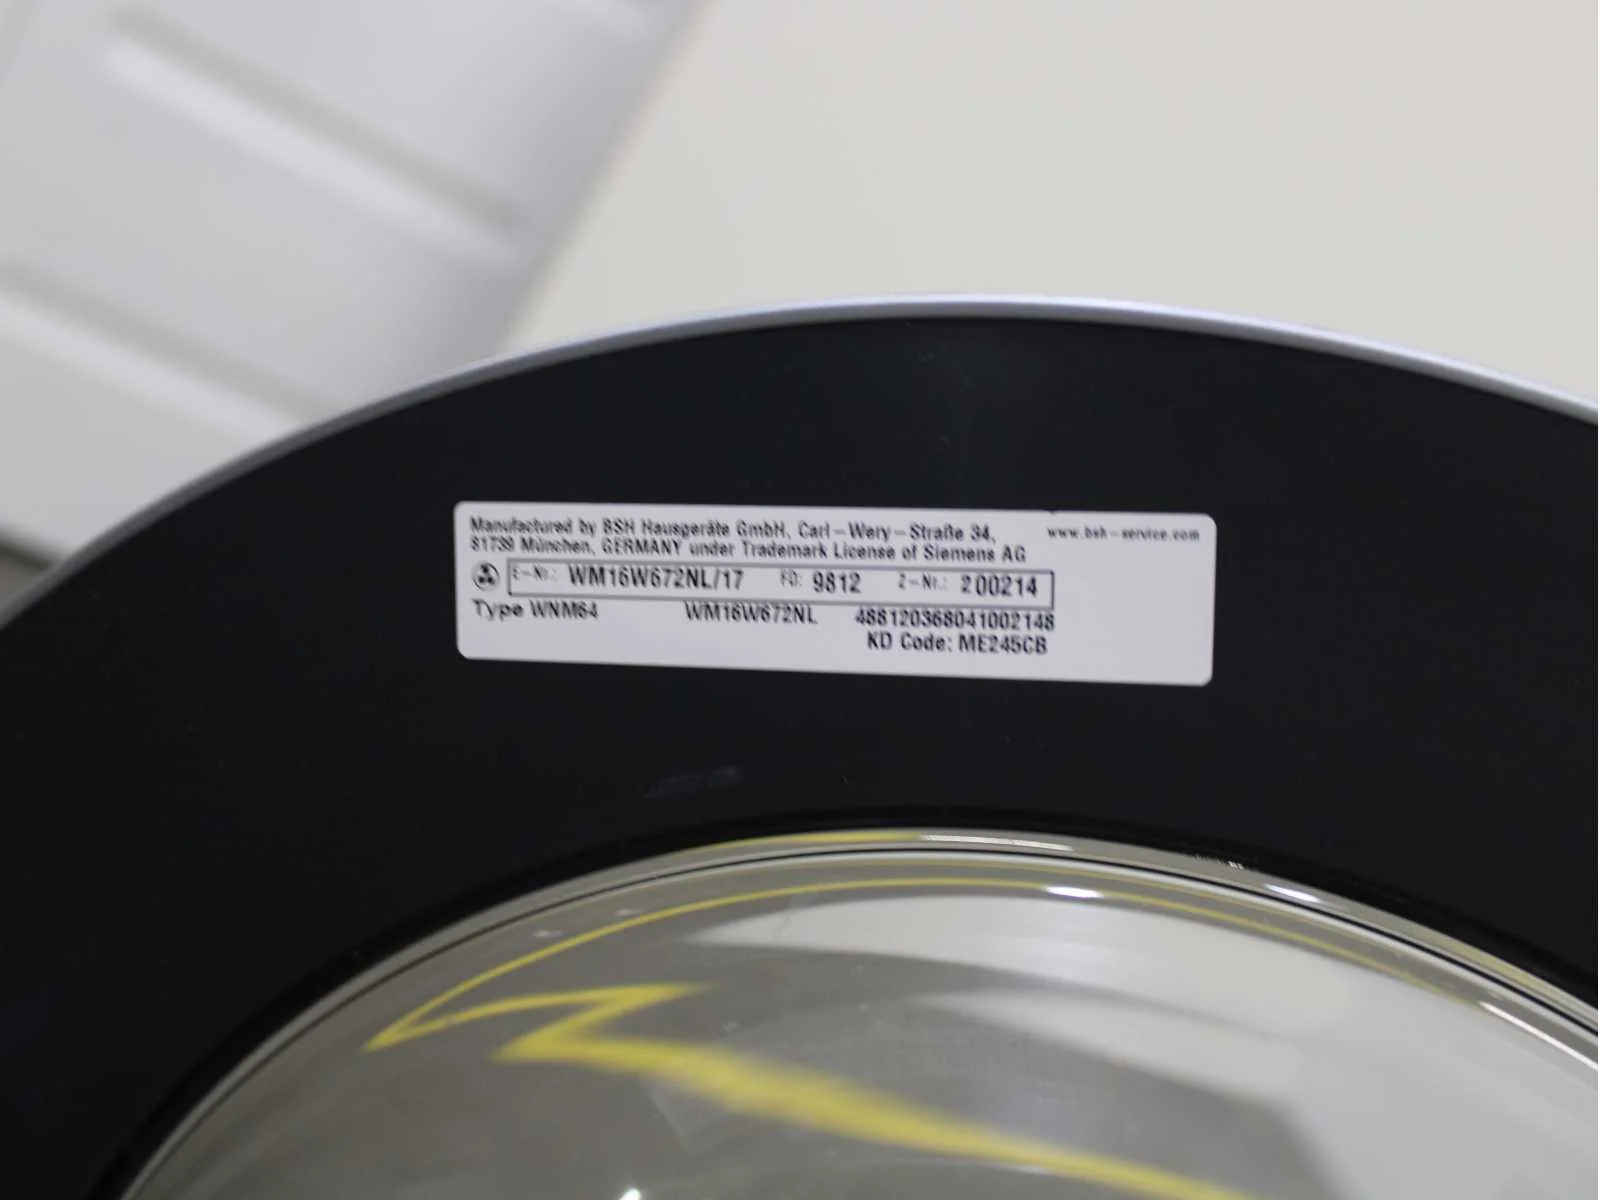 Manufactured by BSH Hausgeräte GmbH, Carl-Wery-Straße 34,
81739 München, GERMANY under Trademark License of Siemens AG
www.bsh-service.com
E-Nr.: WM16W672NL/17 FD: 9812 Z-Nr.: 200214
Type WNM64 WM16W672NL 488120368041002148
KD Code: ME245CB